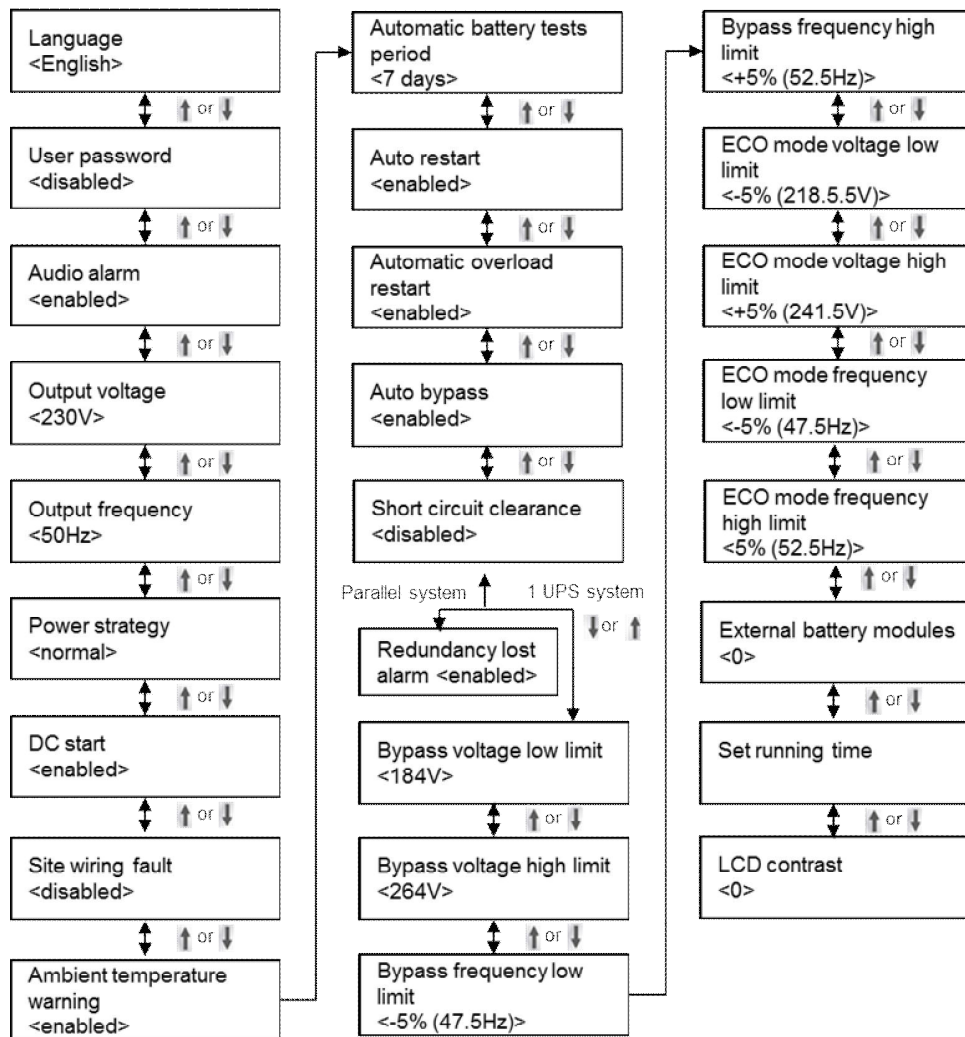 Language
<English>
↑ or ↓
User password
<disabled>
↑ or ↓
Audio alarm
<enabled>
↑ or ↓
Output voltage
<230V>
↑ or ↓
Output frequency
<50Hz>
↑ or ↓
Power strategy
<normal>
↑ or ↓
DC start
<enabled>
↑ or ↓
Site wiring fault
<disabled>
↑ or ↓
Ambient temperature
warning
<enabled>
Automatic battery tests
period
<7 days>
↑ or ↓
Auto restart
<enabled>
↑ or ↓
Automatic overload
restart
<enabled>
↑ or ↓
Auto bypass
<enabled>
↑ or ↓
Short circuit clearance
<disabled>
Parallel system
1 UPS system
↓ or ↑
Redundancy lost
alarm <enabled>
Bypass voltage low limit
<184V>
↑ or ↓
Bypass voltage high limit
<264V>
↑ or ↓
Bypass frequency low
limit
<-5% (47.5Hz)>
Bypass frequency high
limit
<+5% (52.5Hz)>
↑ or ↓
ECO mode voltage low
limit
<-5% (218.5.5V)>
↑ or ↓
ECO mode voltage high
limit
<+5% (241.5V)>
↑ or ↓
ECO mode frequency
low limit
<-5% (47.5Hz)>
↑ or ↓
ECO mode frequency
high limit
<5% (52.5Hz)>
↑ or ↓
External battery modules
<0>
↑ or ↓
Set running time
↑ or ↓
LCD contrast
<0>